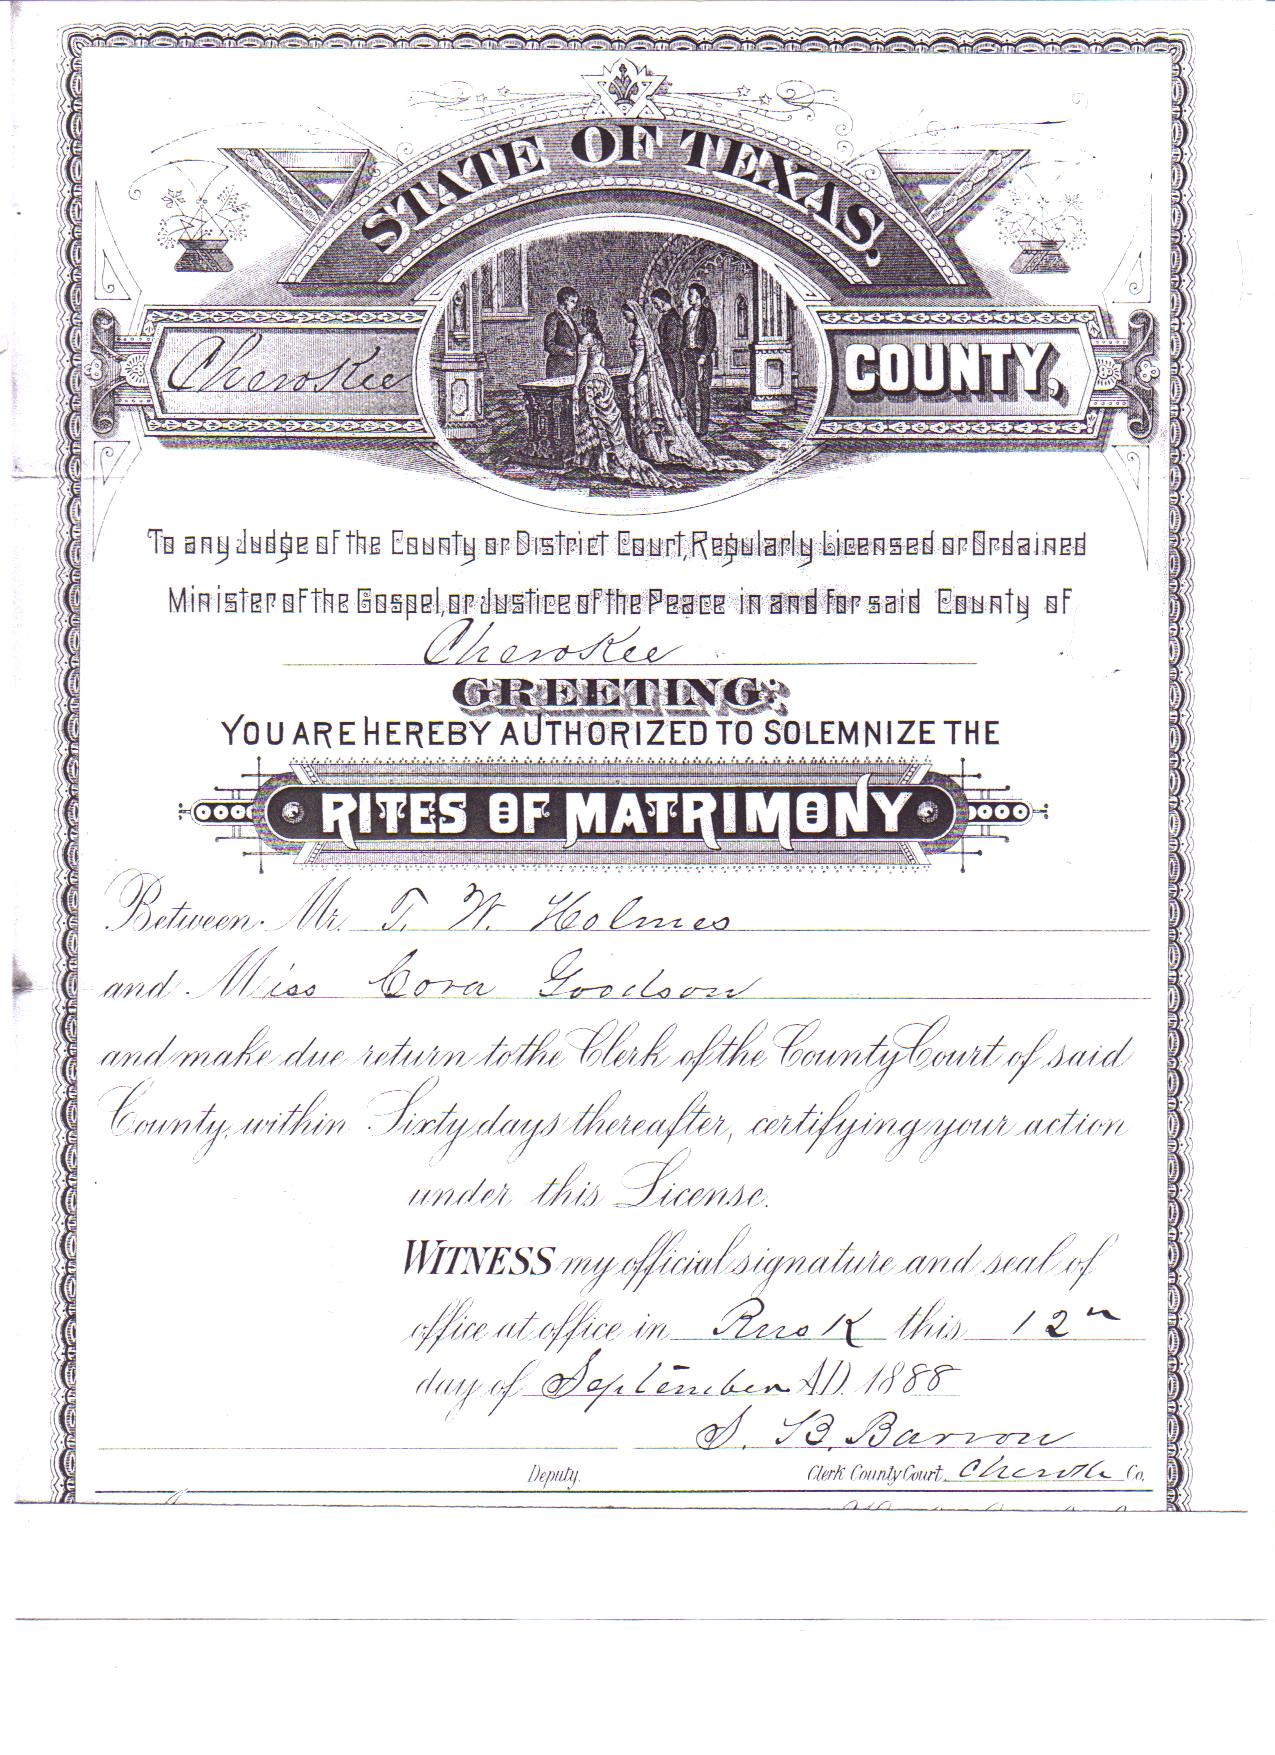 STATE OF TEXAS,
Cherokee COUNTY,
To any Judge of the County or District Court, Regularly Licensed or Ordained
Minister of the Gospel, or Justice of the Peace in and for said County of
Cherokee
GREETING:
YOU ARE HEREBY AUTHORIZED TO SOLEMNIZE THE
RITES OF MATRIMONY
Between Mr. T. W. Holmes
and Miss Cora Goodson
and make due return to the Clerk of the County Court of said
County, within Sixty days thereafter, certifying your action
under this License.
WITNESS my official signature and seal of
office at office in Rusk this 12
day of September A.D. 1888
S. B. Barron
Deputy. Clerk County Court Cherokee Co.